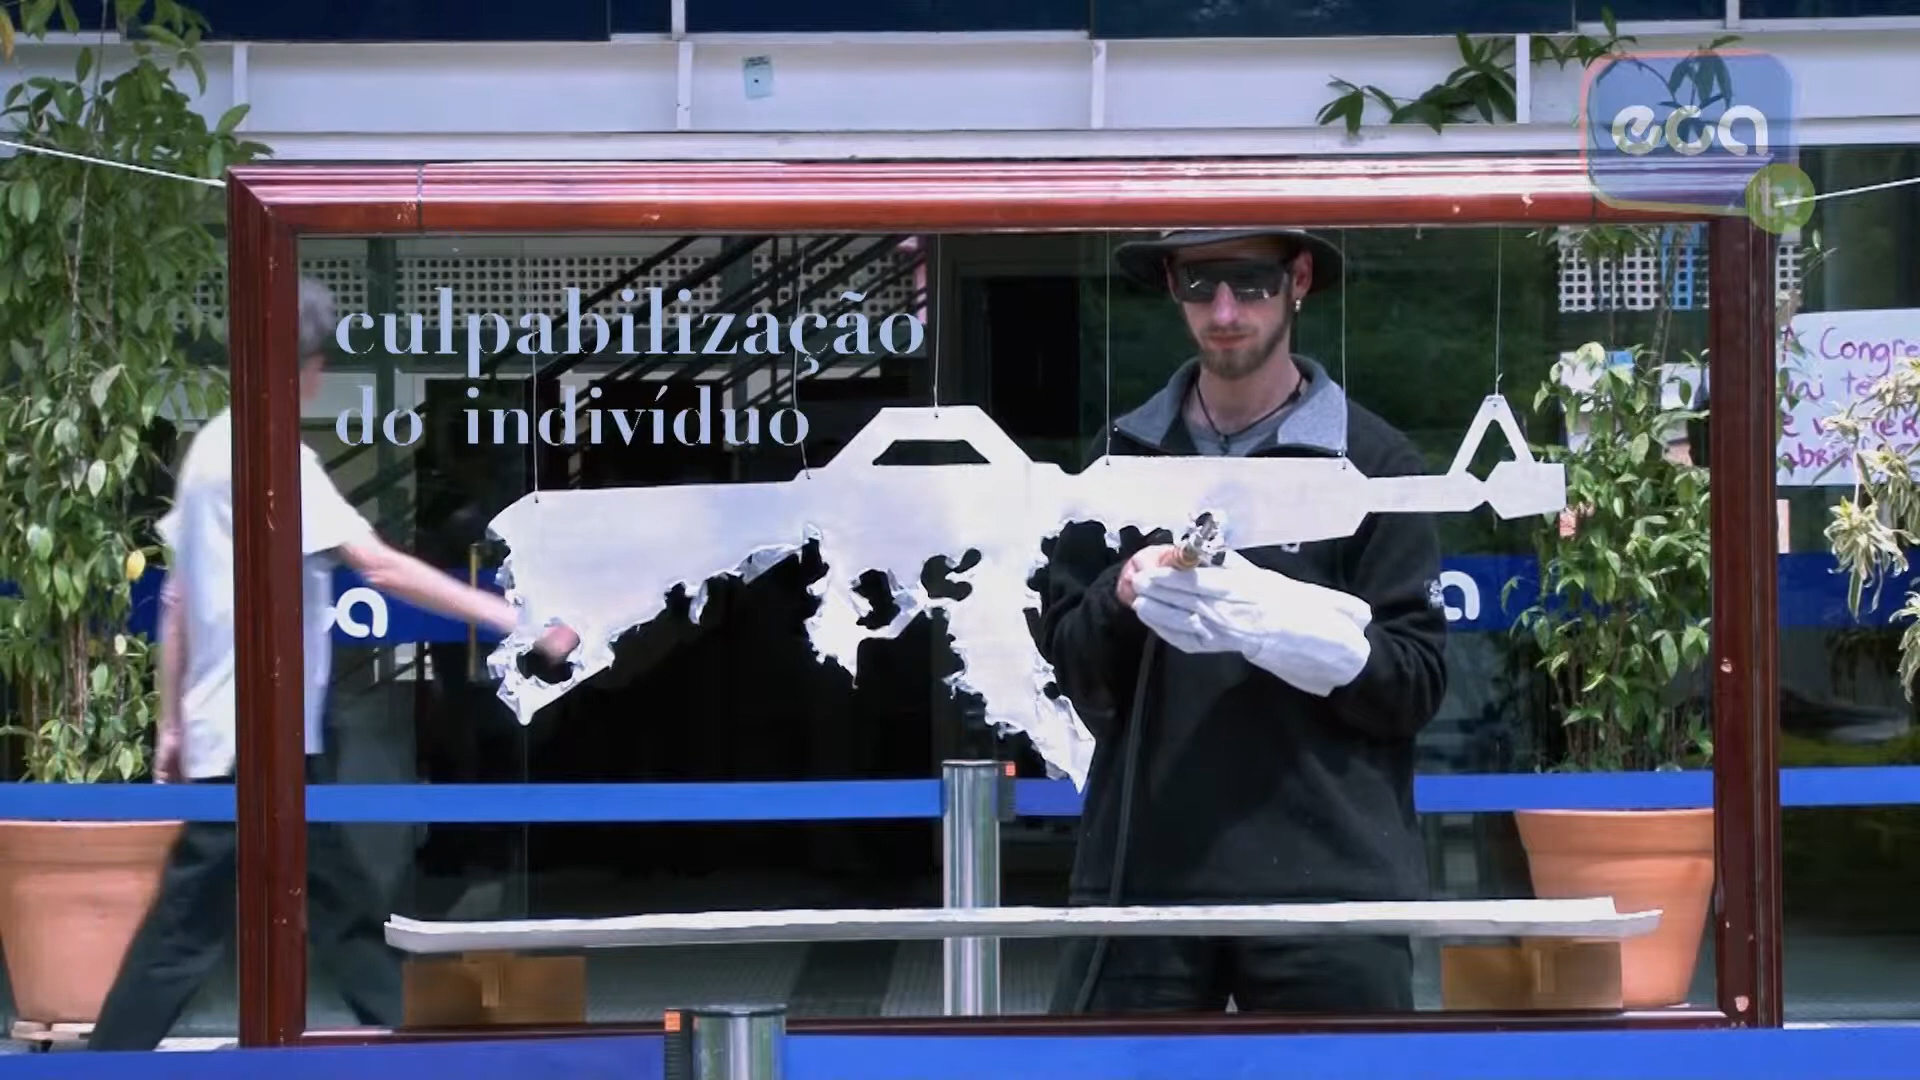 eca
tv
culpabilização
do indivíduo
Congre